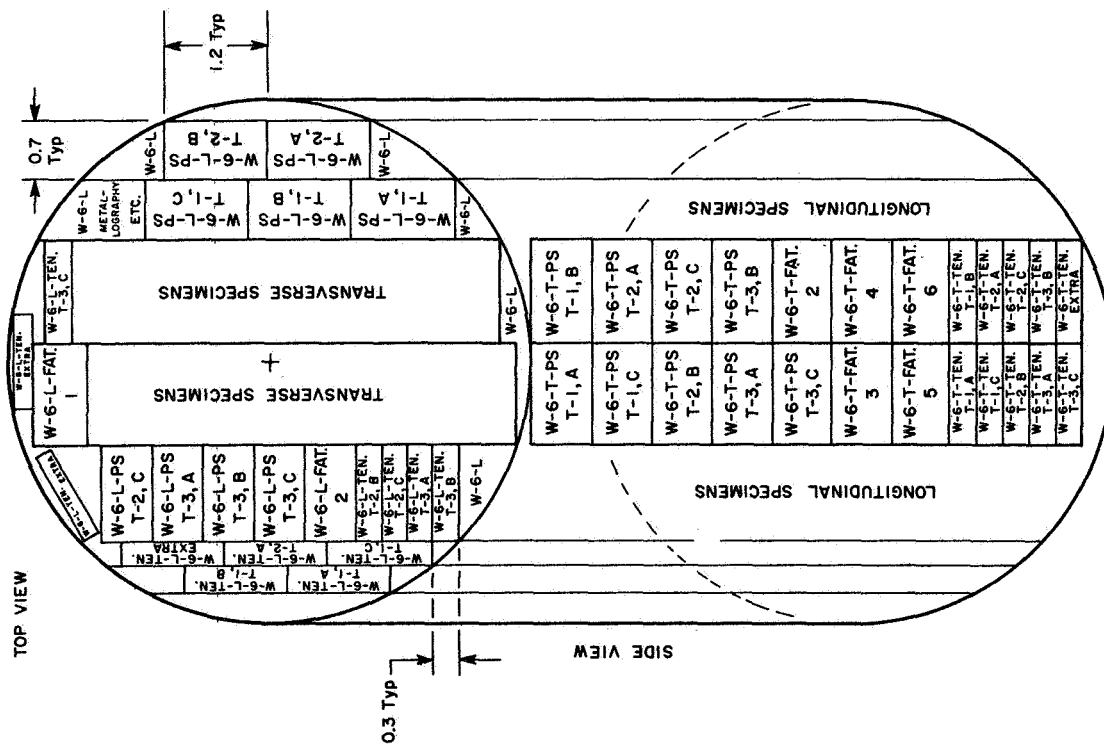 TOP VIEW
0.7
Typ
1.2 Typ
W-6-L-TEN.
EXTRA
W-6-L-TEN. EXTRA
W-6-L-FAT.
1
W-6-L-TEN.
T-3, C
W-6-L
METAL-
LOGRAPHY
ETC.
W-6-L-PS
T-1, C
W-6-L-PS
T-1, B
W-6-L-PS
T-1, A
W-6-L
W-6-L
W-6-L-PS
T-2, B
W-6-L-PS
T-2, A
W-6-L
TRANSVERSE SPECIMENS
TRANSVERSE SPECIMENS
W-6-L
W-6-L-PS
T-2, C
W-6-L-PS
T-3, A
W-6-L-PS
T-3, B
W-6-L-PS
T-3, C
W-6-L-FAT.
2
W-6-L-TEN.
T-2, B
W-6-L-TEN.
T-2, C
W-6-L-TEN.
T-3, A
W-6-L-TEN.
T-3, B
W-6-L
W-6-L-TEN.
EXTRA
W-6-L-TEN.
T-2, A
W-6-L-TEN.
T-1, C
W-6-L-TEN.
T-1, B
W-6-L-TEN.
T-1, A
0.3 Typ
SIDE VIEW
LONGITUDINAL SPECIMENS
LONGITUDINAL SPECIMENS
W-6-T-PS
T-1, A
W-6-T-PS
T-1, B
W-6-T-PS
T-1, C
W-6-T-PS
T-2, A
W-6-T-PS
T-2, B
W-6-T-PS
T-2, C
W-6-T-PS
T-3, A
W-6-T-PS
T-3, B
W-6-T-PS
T-3, C
W-6-T-FAT.
2
W-6-T-FAT.
3
W-6-T-FAT.
4
W-6-T-FAT.
5
W-6-T-FAT.
6
W-6-T-TEN.
T-1, A
W-6-T-TEN.
T-1, B
W-6-T-TEN.
T-1, C
W-6-T-TEN.
T-2, A
W-6-T-TEN.
T-2, B
W-6-T-TEN.
T-2, C
W-6-T-TEN.
T-3, A
W-6-T-TEN.
T-3, B
W-6-T-TEN.
T-3, C
W-6-T-TEN.
EXTRA